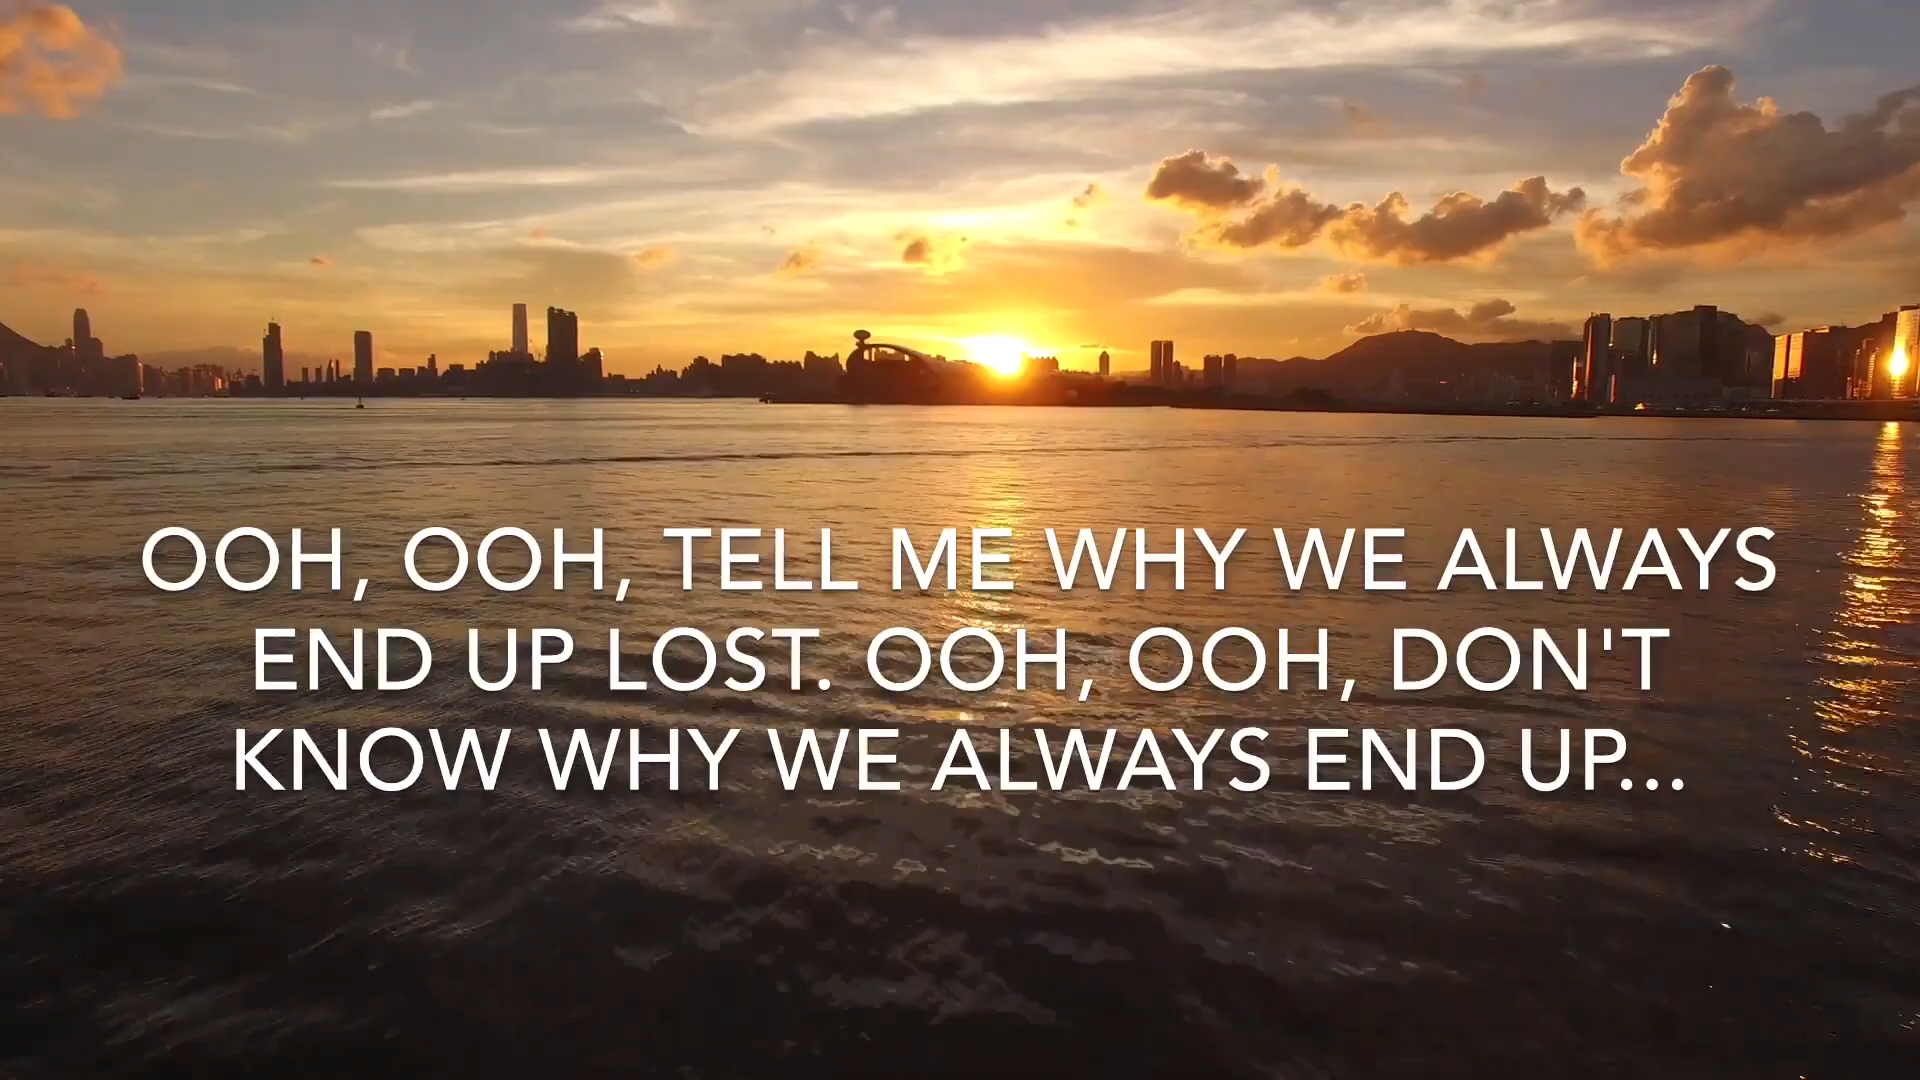 OOH, OOH, TELL ME WHY WE ALWAYS
END UP LOST. OOH, OOH, DON'T
KNOW WHY WE ALWAYS END UP...